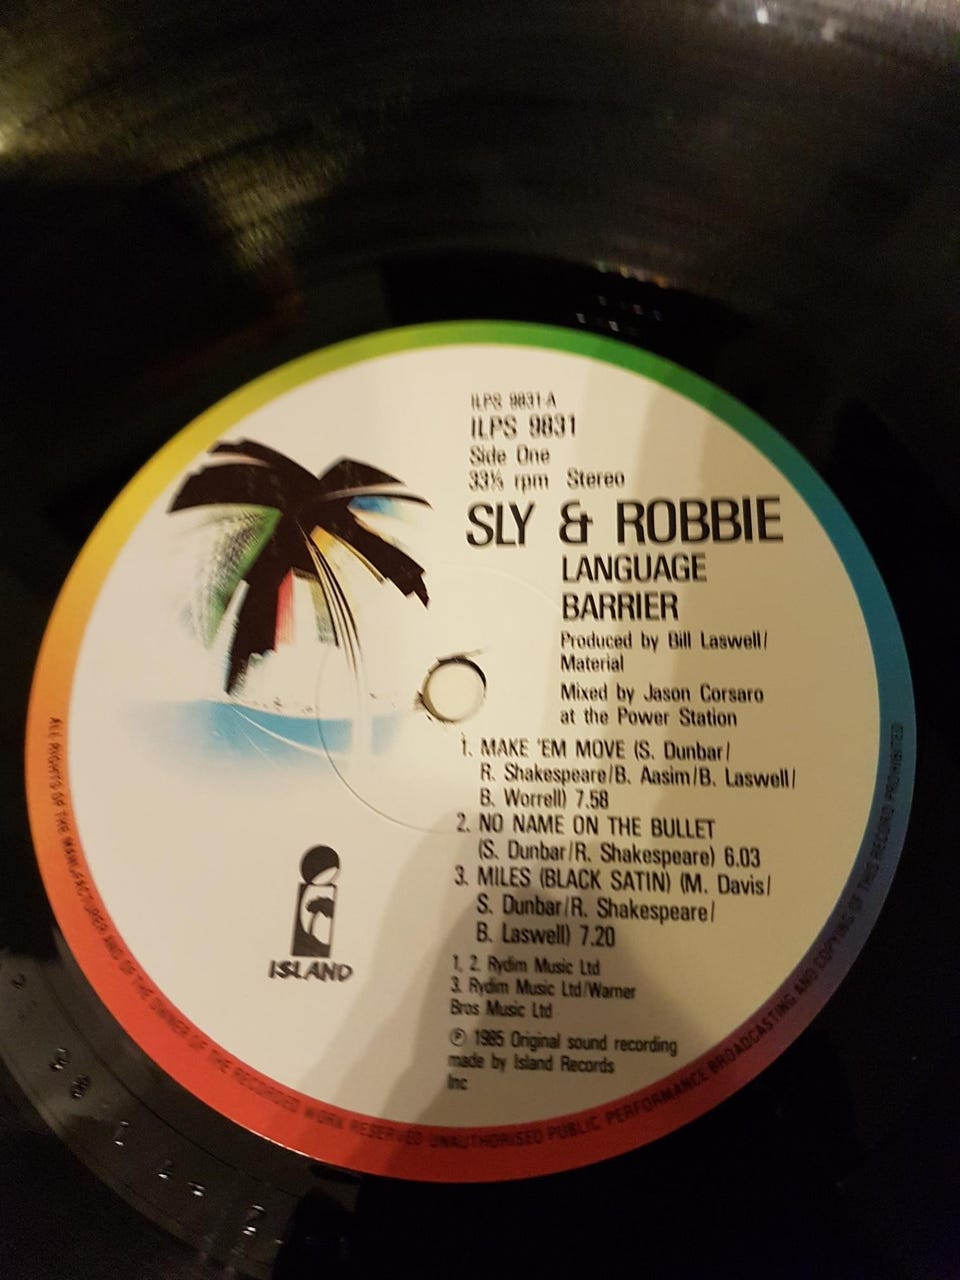 ILPS 9831-A
ILPS 9831
Side One
33⅓ rpm Stereo
SLY & ROBBIE
LANGUAGE
BARRIER
Produced by Bill Laswell/
Material
Mixed by Jason Corsaro
at the Power Station
1. MAKE 'EM MOVE (S. Dunbar/
R. Shakespeare/B. Aasim/B. Laswell/
B. Worrell) 7.58
2. NO NAME ON THE BULLET
(S. Dunbar/R. Shakespeare) 6.03
3. MILES (BLACK SATIN) (M. Davis/
S. Dunbar/R. Shakespeare/
B. Laswell) 7.20
1, 2. Rydim Music Ltd
3. Rydim Music Ltd/Warner
Bros Music Ltd
℗ 1985 Original sound recording
made by Island Records
Inc
ISLAND
ALL RIGHTS OF THE MANUFACTURER AND OF THE OWNER OF THE RECORDED WORK RESERVED UNAUTHORISED PUBLIC PERFORMANCE BROADCASTING AND COPYING OF THIS RECORD PROHIBITED